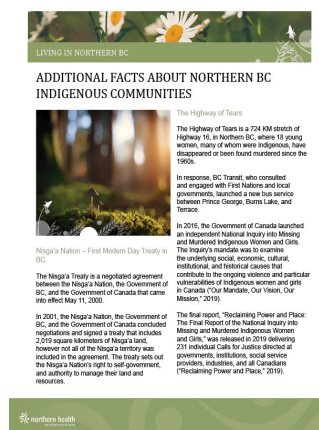 LIVING IN NORTHERN BC
ADDITIONAL FACTS ABOUT NORTHERN BC
INDIGENOUS COMMUNITIES
Nisga'a Nation – First Modern Day Treaty in
BC
The Nisga'a Treaty is a negotiated agreement
between the Nisga'a Nation, the Government of
BC, and the Government of Canada that came
into effect May 11, 2000.
In 2001, the Nisga'a Nation, the Government of
BC, and the Government of Canada concluded
negotiations and signed a treaty that includes
2,019 square kilometers of Nisga'a land,
however not all of the Nisga'a territory was
included in the agreement. The treaty sets out
the Nisga'a Nation's right to self-government,
and authority to manage their land and
resources.
The Highway of Tears
The Highway of Tears is a 724 KM stretch of
Highway 16, in Northern BC, where 18 young
women, many of whom were Indigenous, have
disappeared or been found murdered since the
1960s.
In response, BC Transit, who consulted
and engaged with First Nations and local
governments, launched a new bus service
between Prince George, Burns Lake, and
Terrace.
In 2016, the Government of Canada launched
an independent National Inquiry into Missing
and Murdered Indigenous Women and Girls.
The Inquiry's mandate was to examine
the underlying social, economic, cultural,
institutional, and historical causes that
contribute to the ongoing violence and particular
vulnerabilities of Indigenous women and girls
in Canada ("Our Mandate, Our Vision, Our
Mission," 2019).
The final report, "Reclaiming Power and Place:
The Final Report of the National Inquiry into
Missing and Murdered Indigenous Women
and Girls," was released in 2019 delivering
231 individual Calls for Justice directed at
governments, institutions, social service
providers, industries, and all Canadians
("Reclaiming Power and Place," 2019).
northern health